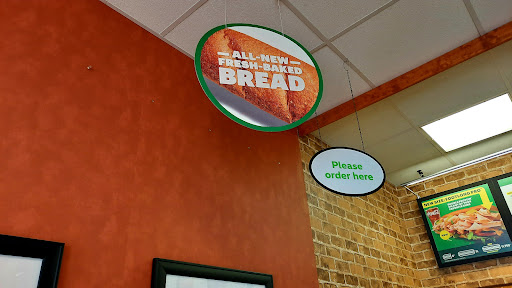 —ALL-NEW—
FRESH-BAKED
BREAD
Please
order here